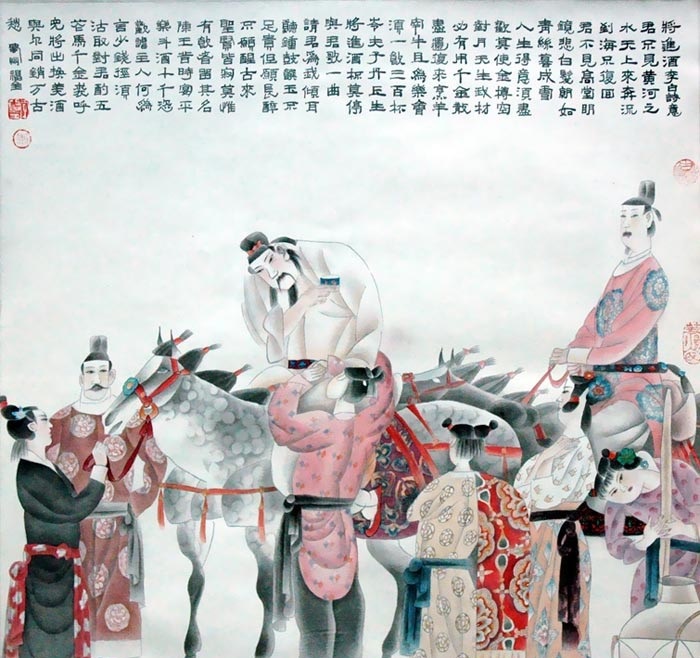 將進酒李白詩意
君不見黃河之
水天上來奔流
到海不復回
君不見高堂明
鏡悲白髮朝如
青絲暮成雪
人生得意須盡
歡莫使金樽空
對月天生我材
必有用千金散
盡還復來烹羊
宰牛且為樂會
須一飲三百杯
岑夫子丹丘生
將進酒杯莫停
與君歌一曲
請君為我傾耳
聽鐘鼓饌玉不
足貴但願長醉
不願醒古來
聖賢皆寂寞惟
有飲者留其名
陳王昔時宴平
樂斗酒十千恣
歡謔主人何為
言少錢徑須
沽取對君酌五
花馬千金裘呼
兒將出換美酒
與爾同銷萬古
愁